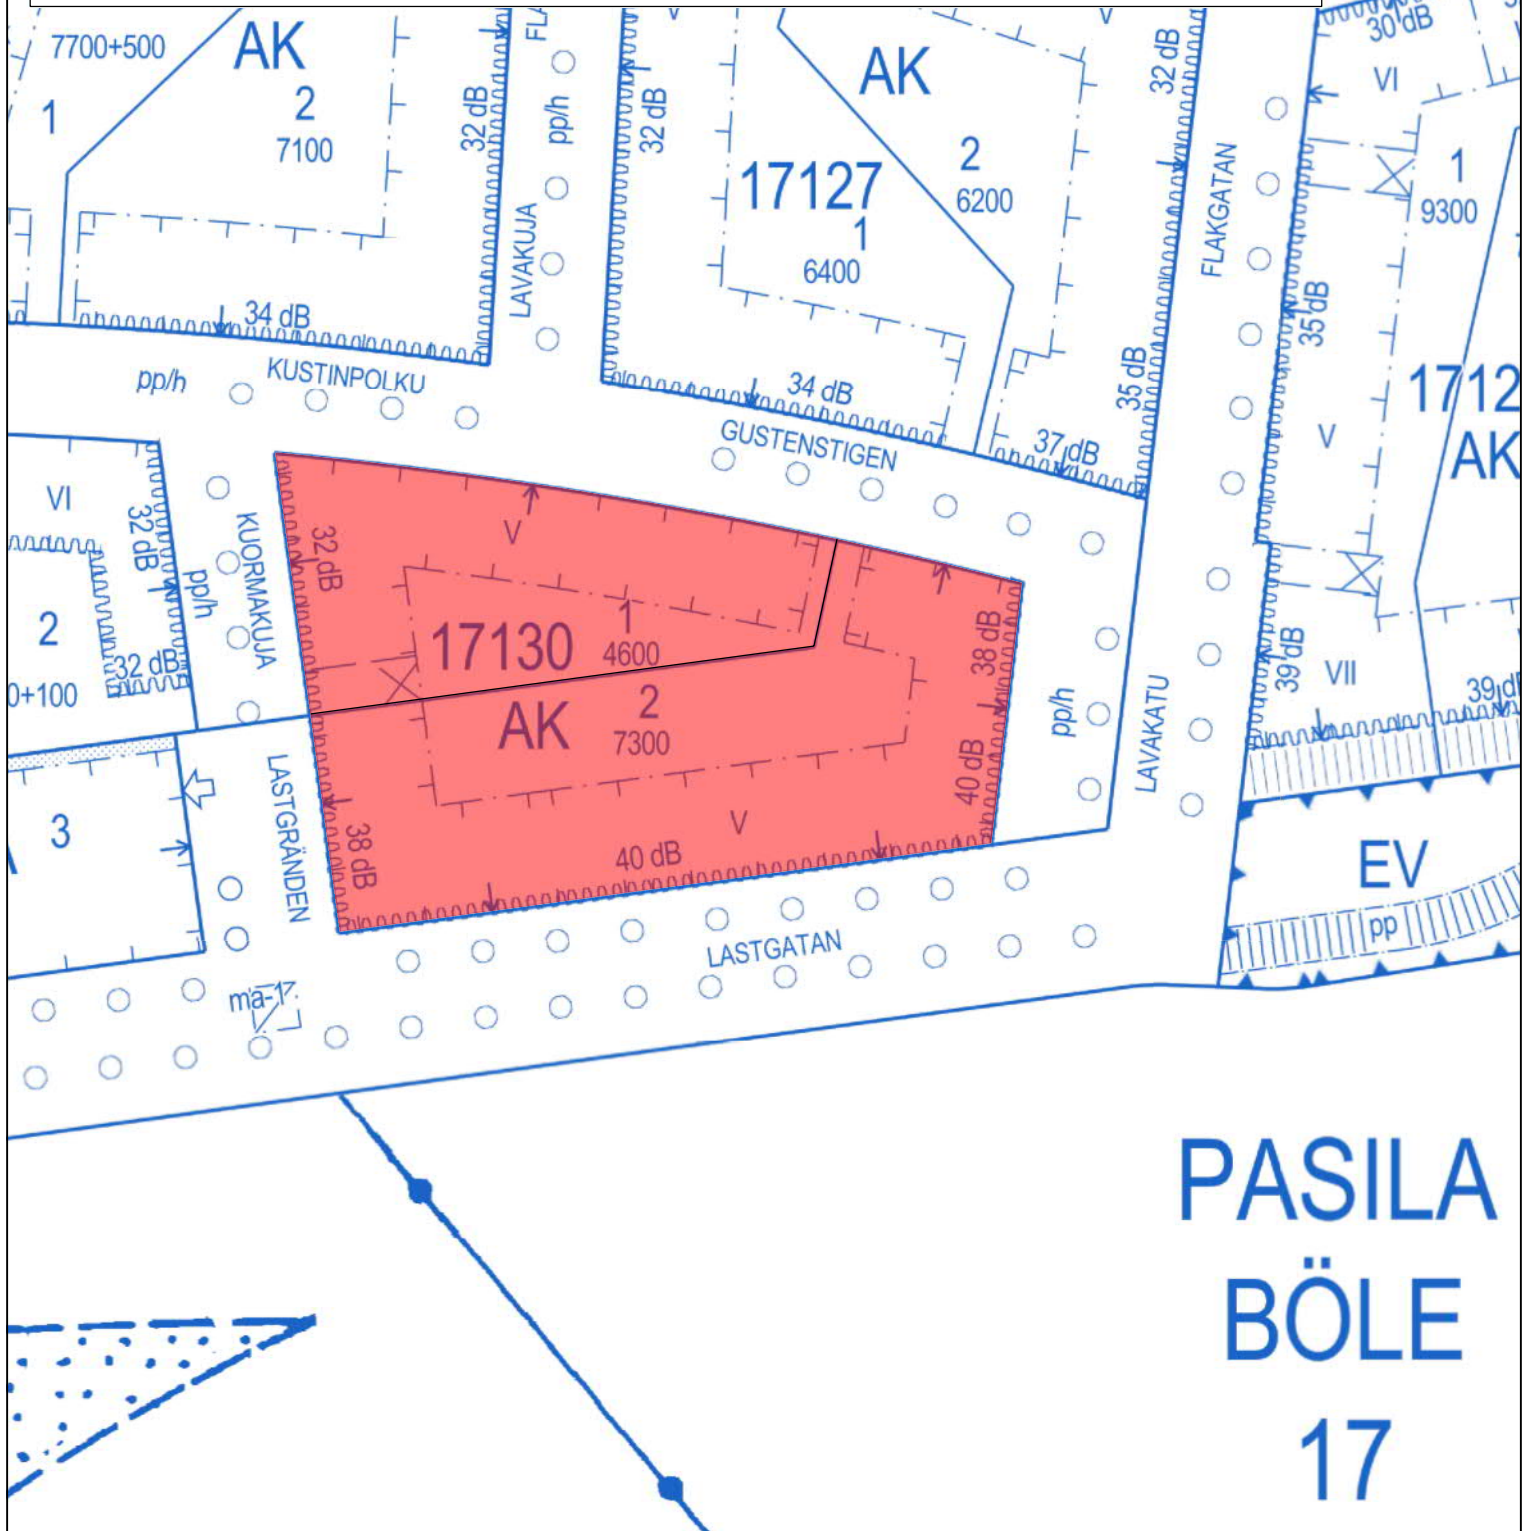 7700+500
AK
2
7100
1
32 dB
34 dB
pp/h
LAVAKUJA
32 dB
AK
2
6200
17127
1
6400
34 dB
37 dB
35 dB
32 dB
V
FLAKGATAN
30 dB
VI
1
9300
35 dB
V
1712
AK
39 dB
VII
39 d
pp/h
KUSTINPOLKU
GUSTENSTIGEN
VI
32 dB
2
32 dB
0+100
pp/h
KUORMAKUJA
32 dB
V
17130
1
4600
AK
2
7300
38 dB
40 dB
V
40 dB
38 dB
pp/h
LAVAKATU
3
LASTGRÄNDEN
LASTGATAN
ma-1
EV
pp
PASILA
BÖLE
17